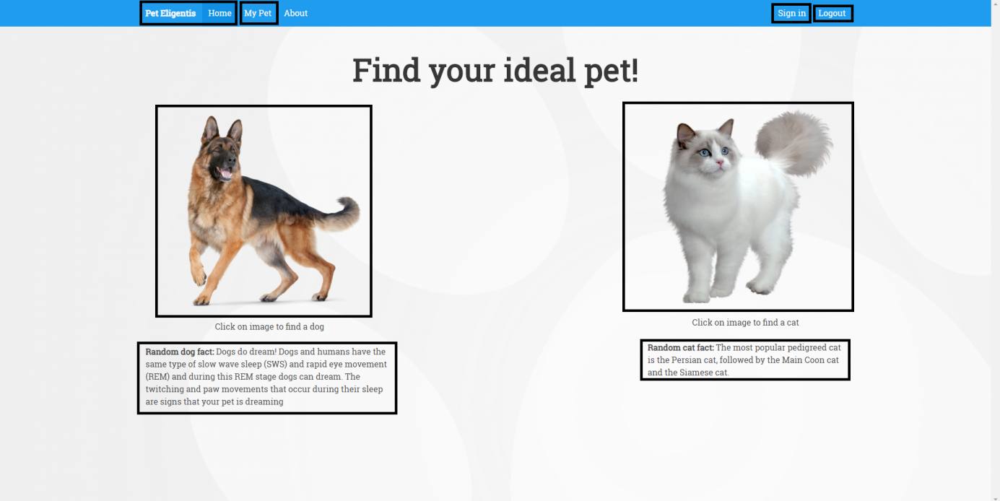 Pet Eligentis Home My Pet About Sign in Logout
Find your ideal pet!
Click on image to find a dog
Random dog fact: Dogs do dream! Dogs and humans have the
same type of slow wave sleep (SWS) and rapid eye movement
(REM) and during this REM stage dogs can dream. The
twitching and paw movements that occur during their sleep
are signs that your pet is dreaming
Click on image to find a cat
Random cat fact: The most popular pedigreed cat
is the Persian cat, followed by the Main Coon cat
and the Siamese cat.